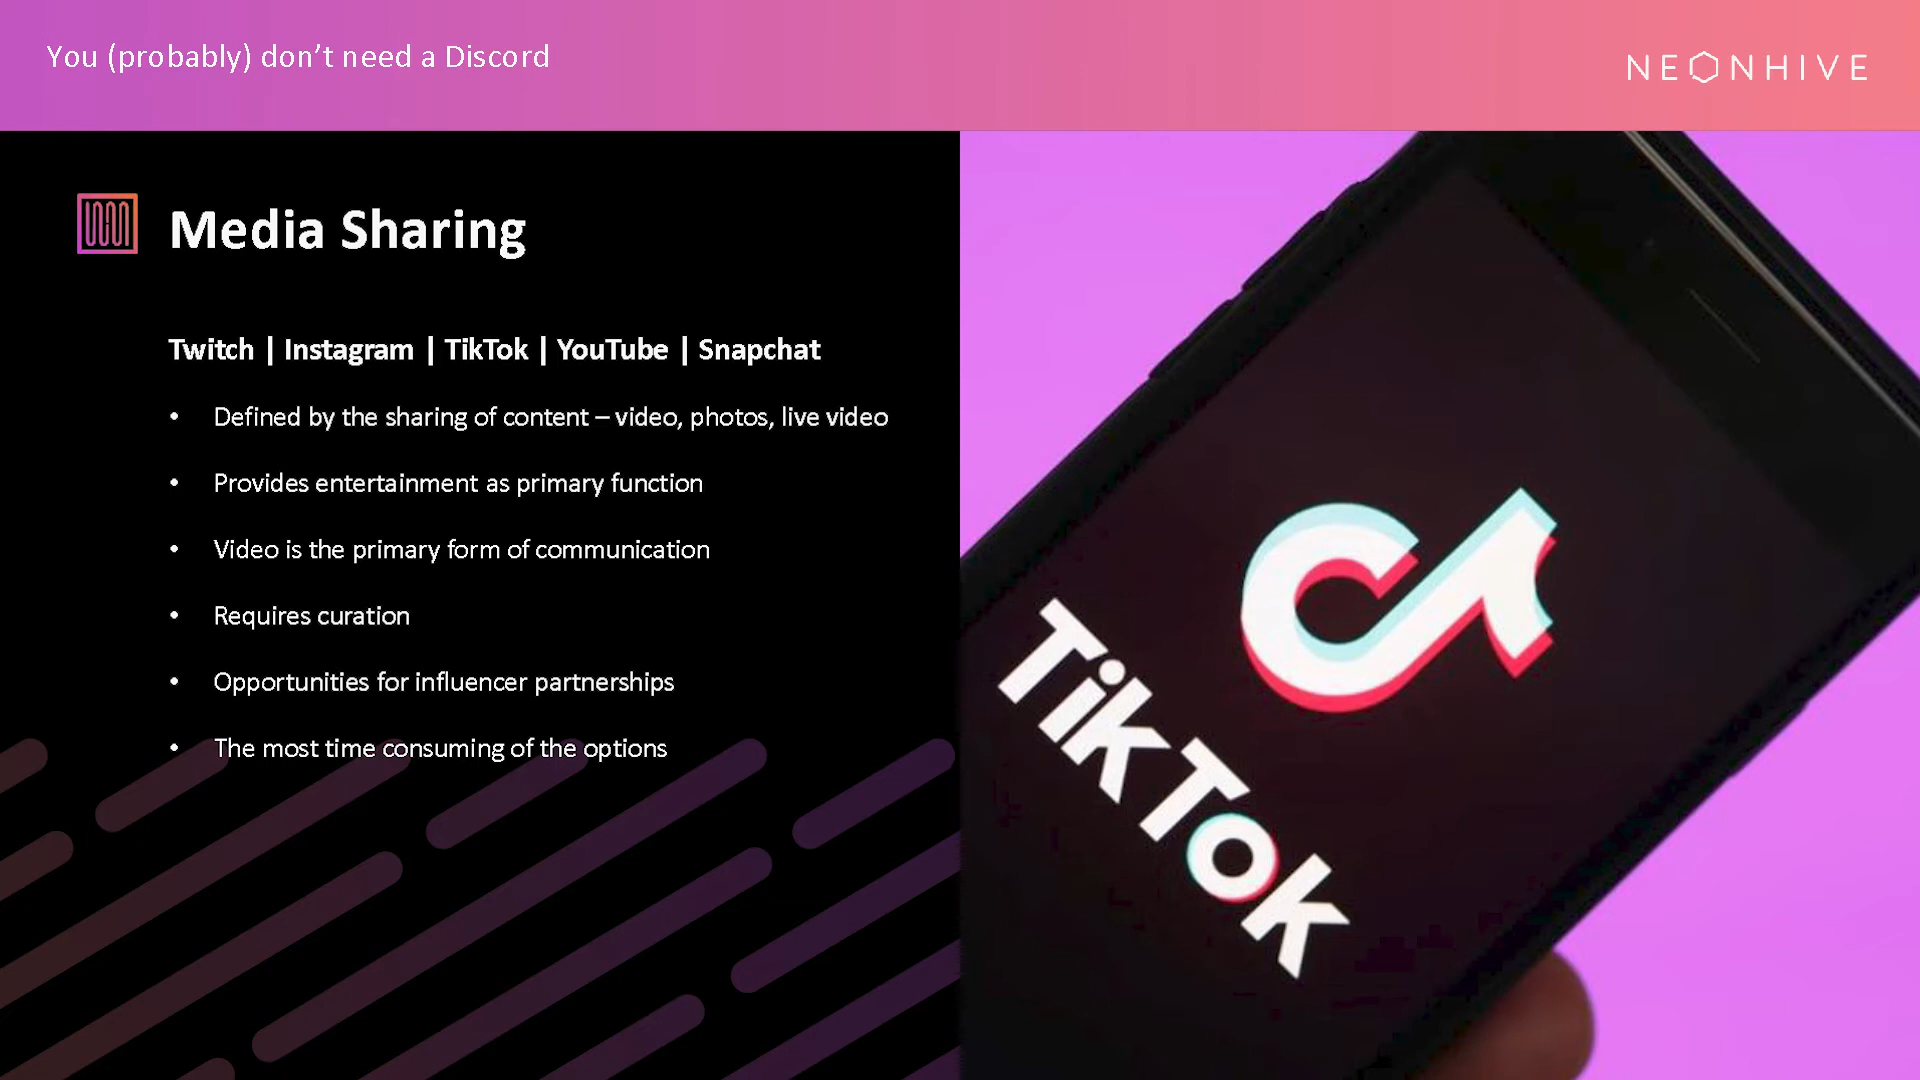 You (probably) don’t need a Discord
NEONHIVE
Media Sharing
Twitch | Instagram | TikTok | YouTube | Snapchat
• Defined by the sharing of content – video, photos, live video
• Provides entertainment as primary function
• Video is the primary form of communication
• Requires curation
• Opportunities for influencer partnerships
• The most time consuming of the options
TikTok